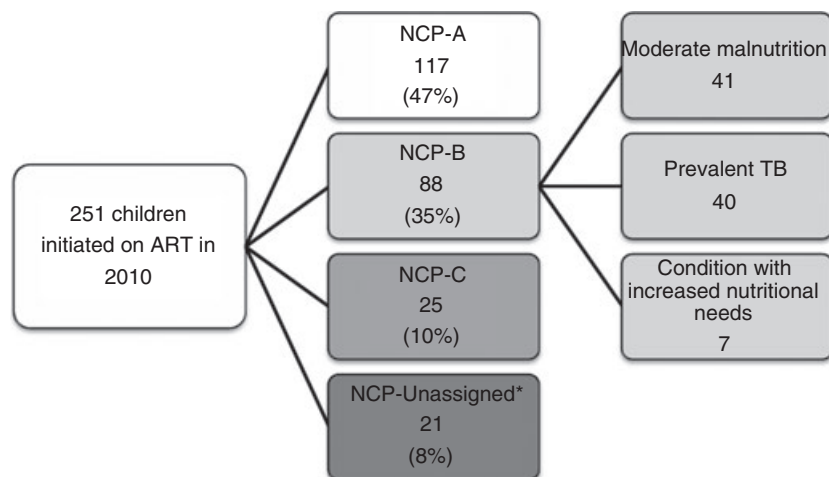 251 children
initiated on ART in
2010
NCP-A
117
(47%)
NCP-B
88
(35%)
NCP-C
25
(10%)
NCP-Unassigned*
21
(8%)
Moderate malnutrition
41
Prevalent TB
40
Condition with
increased nutritional
needs
7